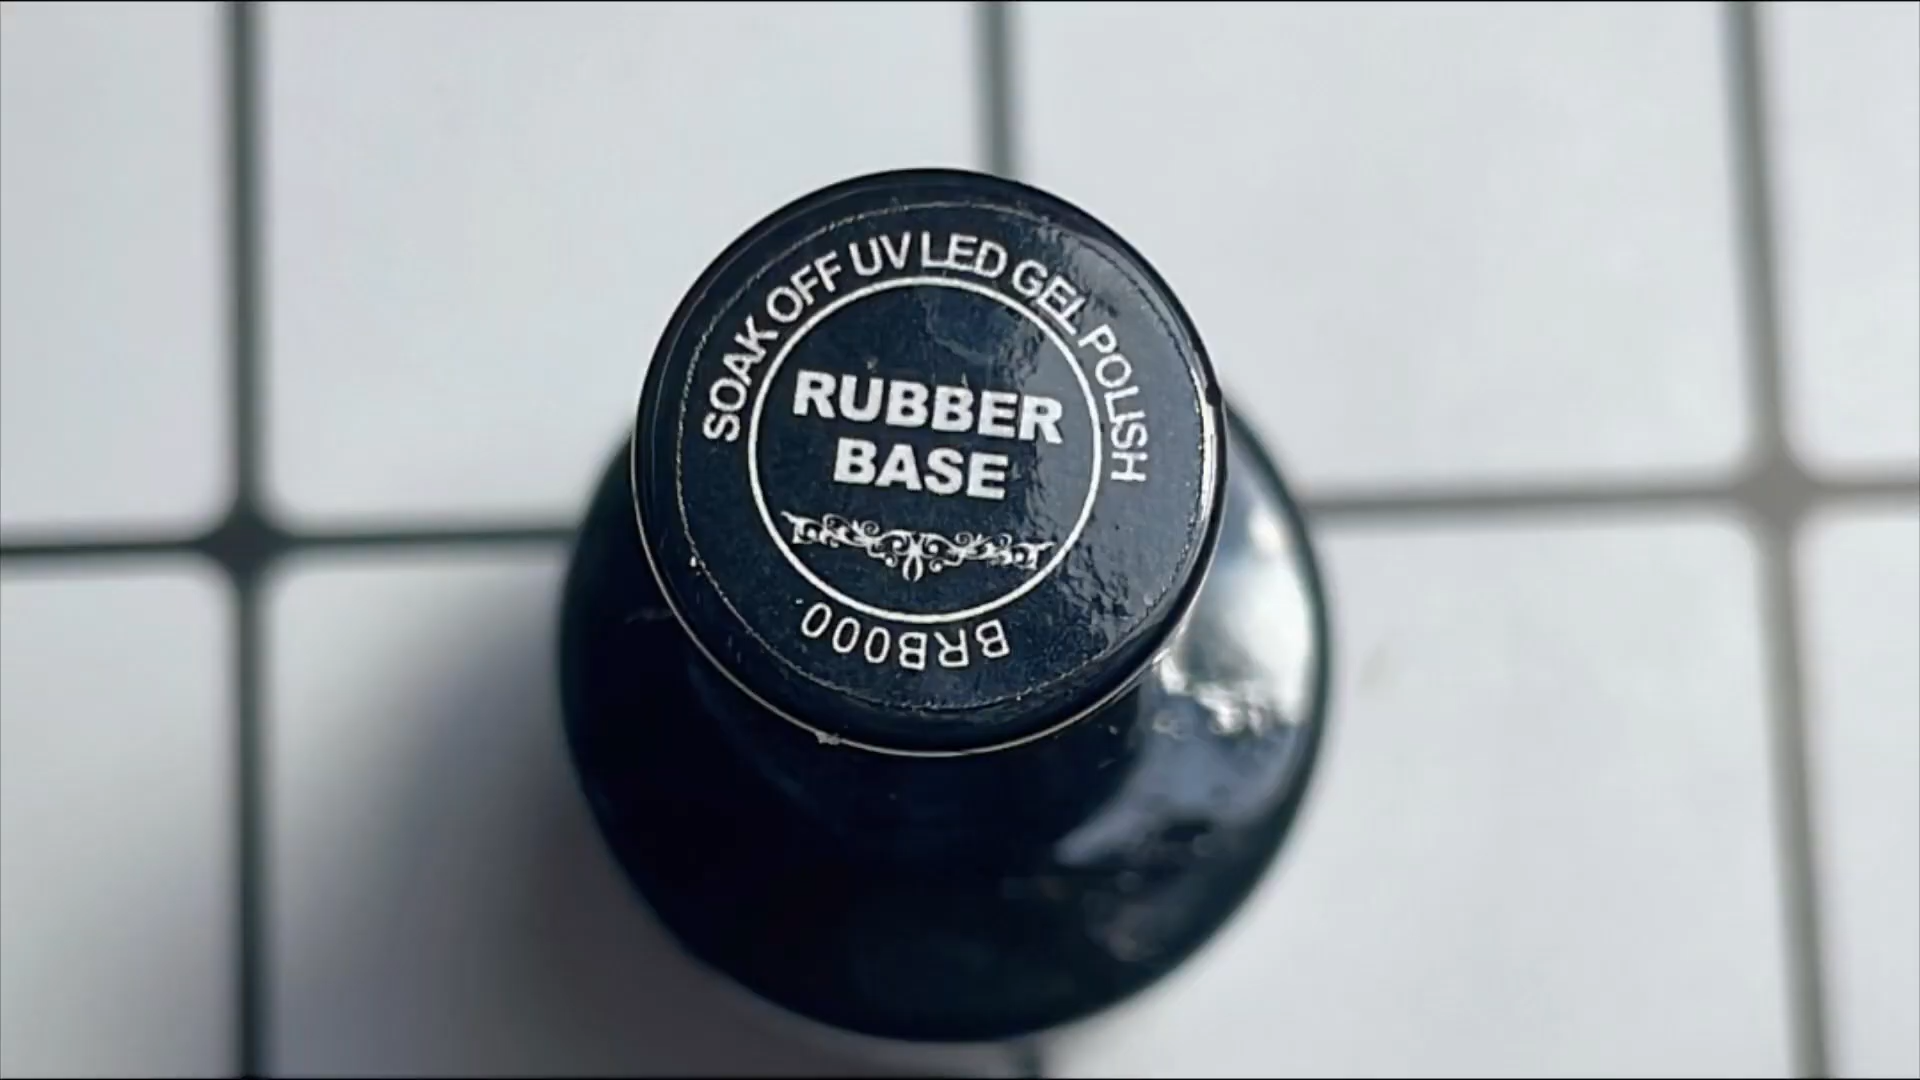 SOAK OFF UV LED GEL POLISH
RUBBER
BASE
BRB000